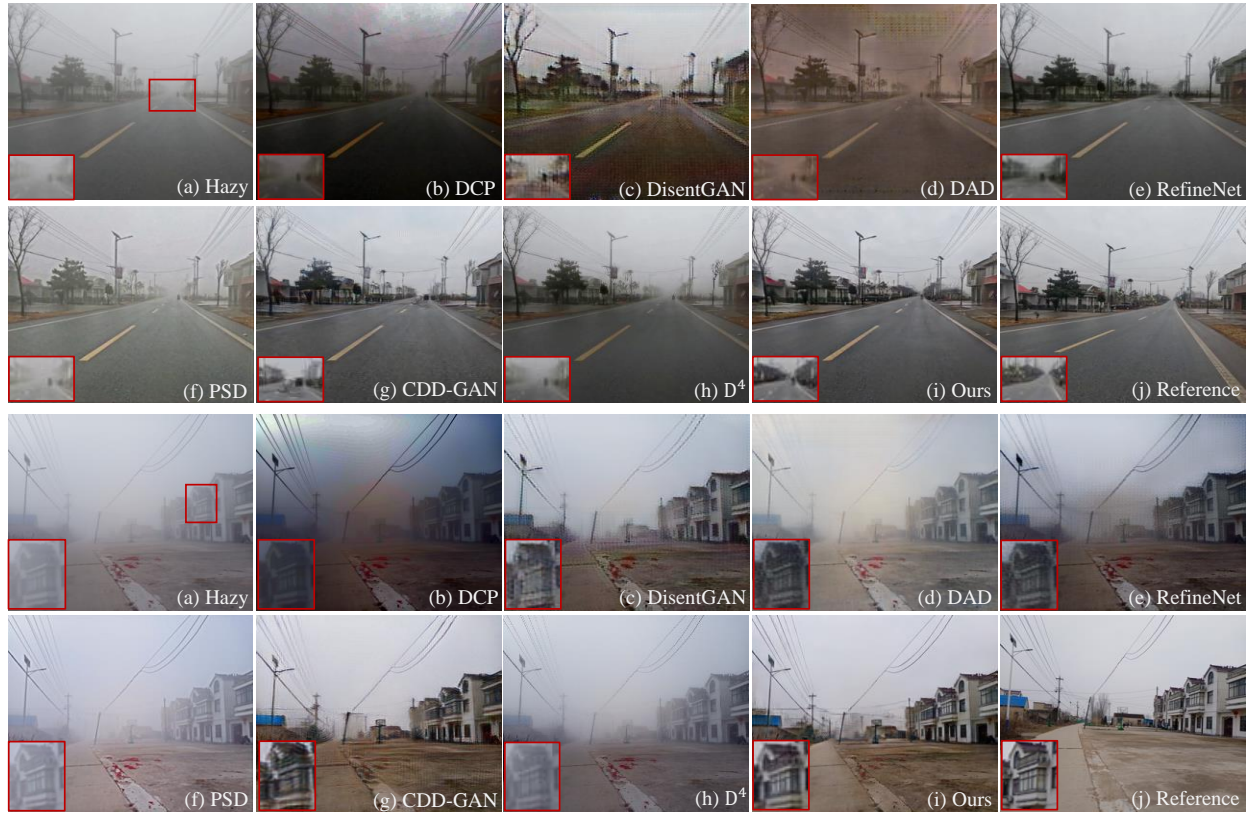 (a) Hazy
(b) DCP
(c) DisentGAN
(d) DAD
(e) RefineNet
(f) PSD
(g) CDD-GAN
(h) D⁴
(i) Ours
(j) Reference
(a) Hazy
(b) DCP
(c) DisentGAN
(d) DAD
(e) RefineNet
(f) PSD
(g) CDD-GAN
(h) D⁴
(i) Ours
(j) Reference